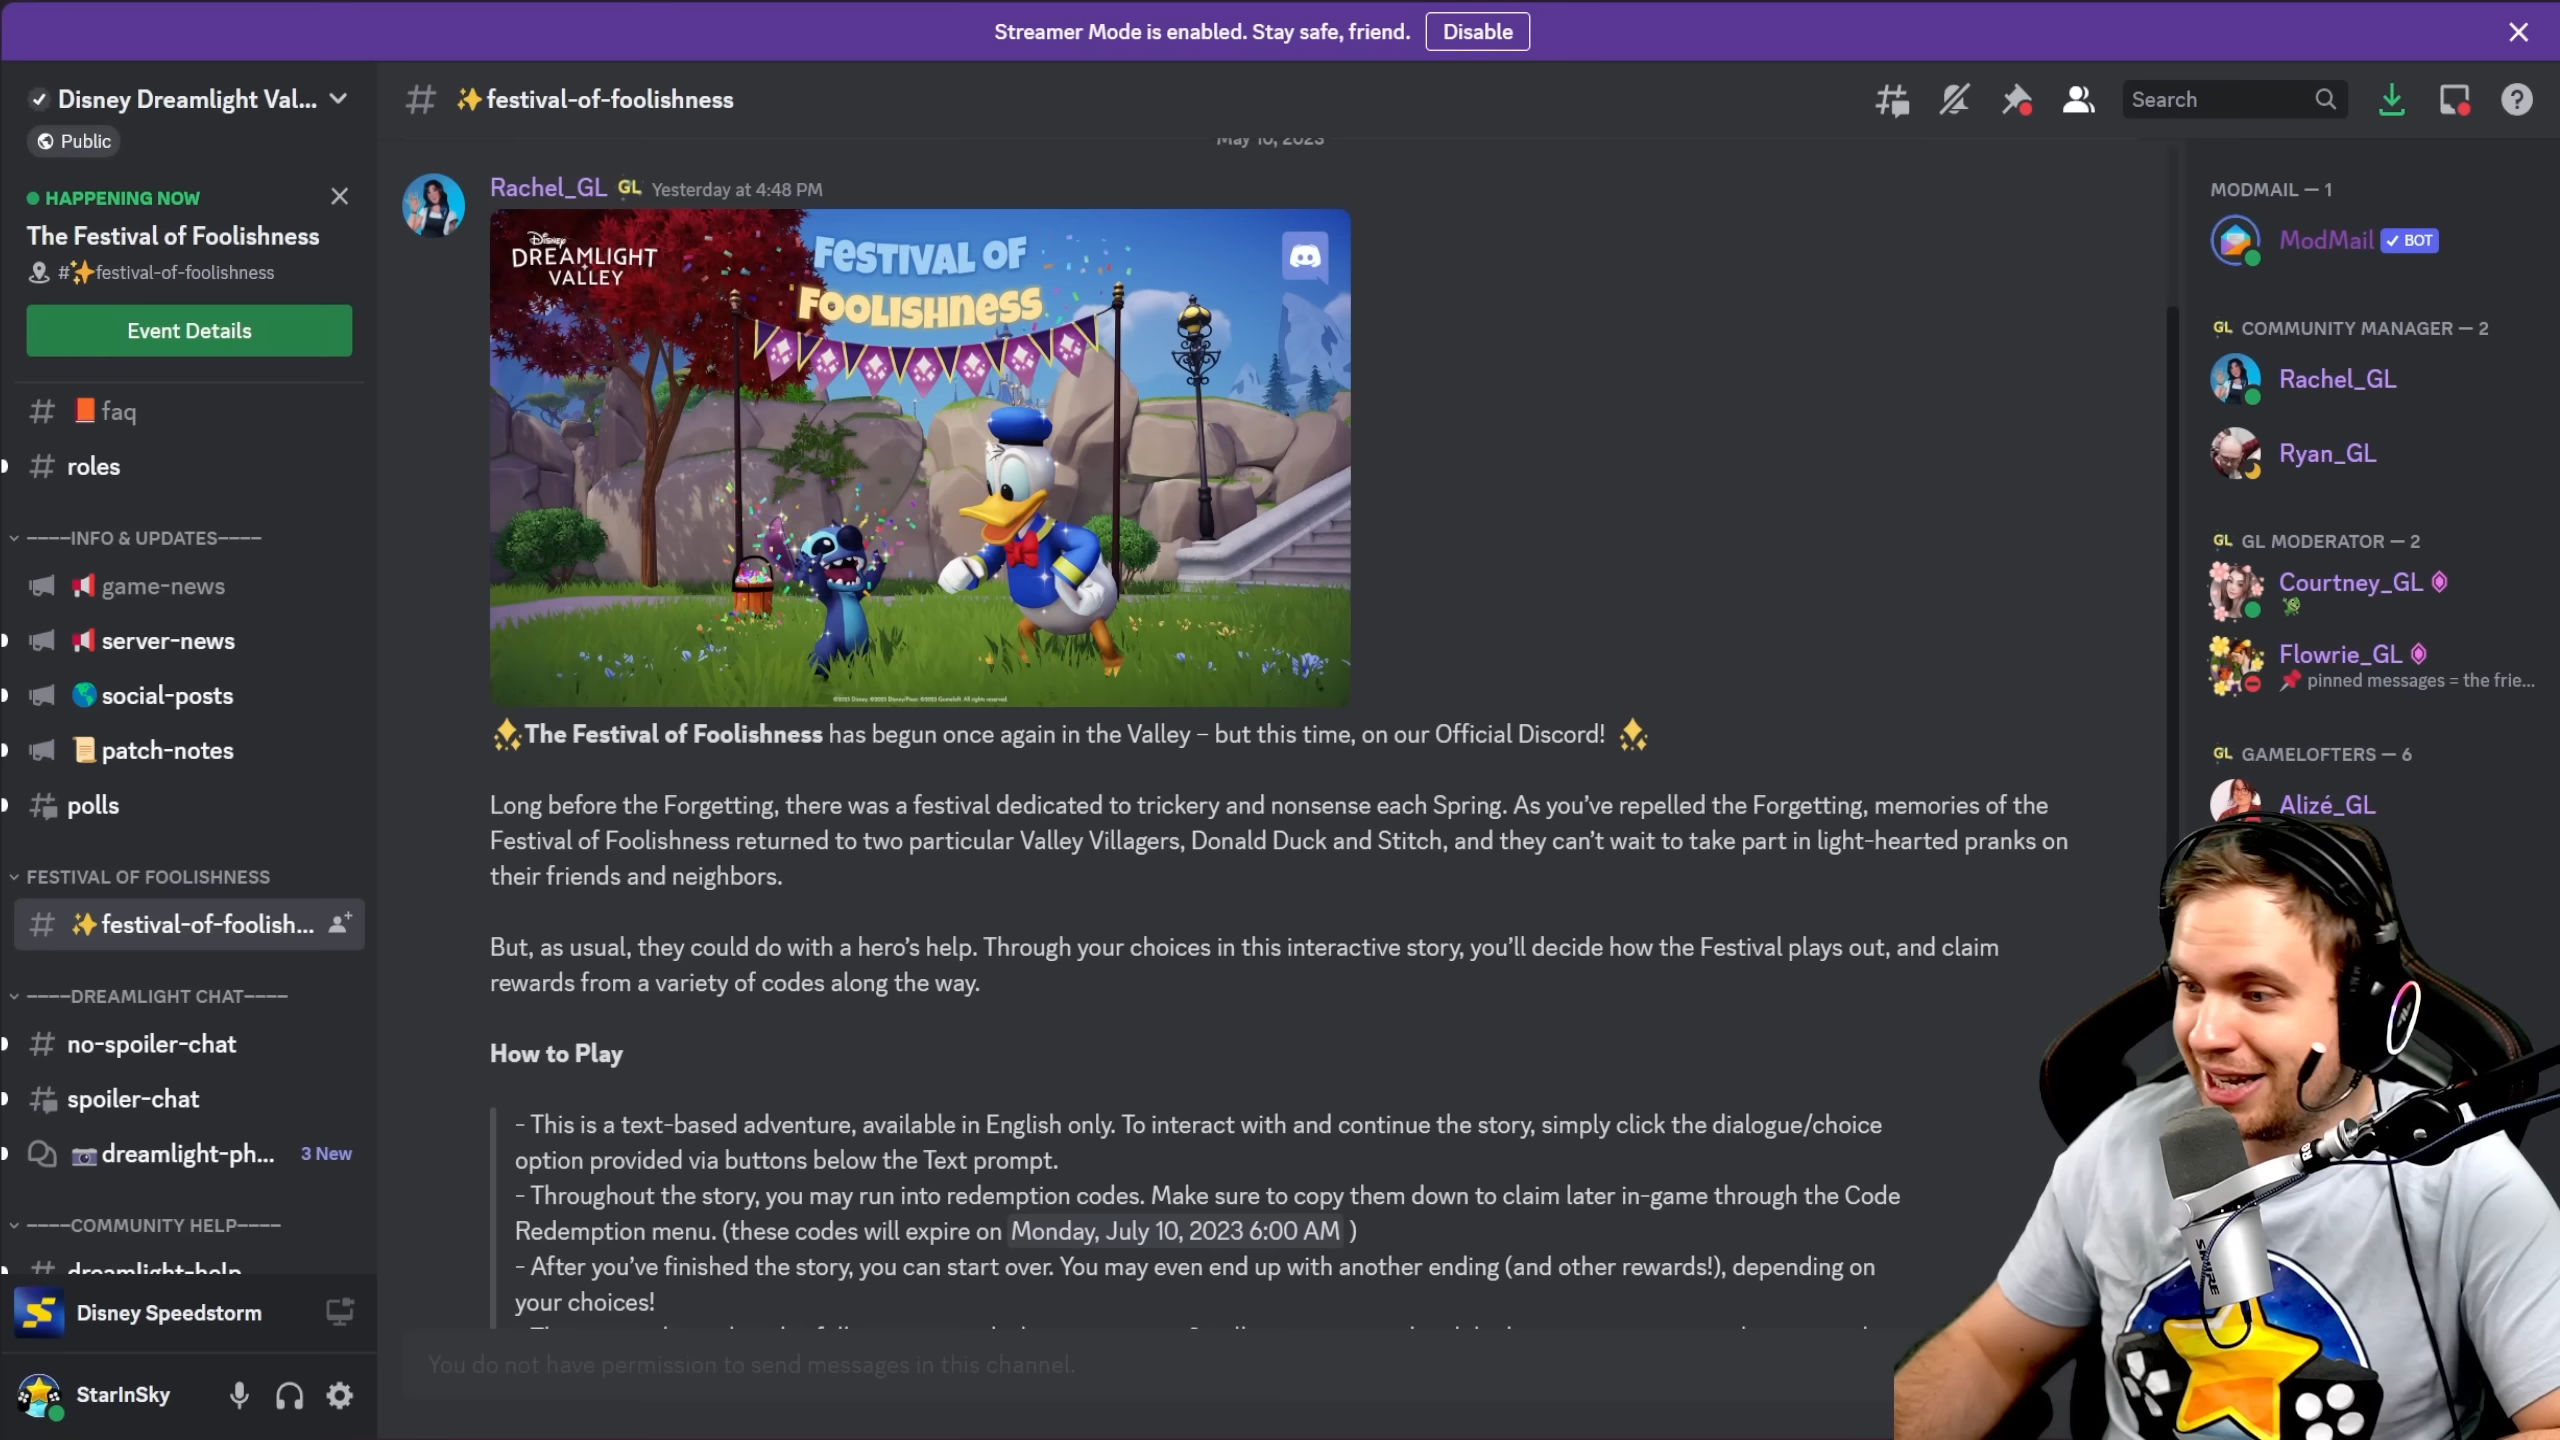 Streamer Mode is enabled. Stay safe, friend. Disable
Disney Dreamlight Val...
Public
HAPPENING NOW
The Festival of Foolishness
#✨festival-of-foolishness
Event Details
faq
roles
----INFO & UPDATES----
game-news
server-news
social-posts
patch-notes
polls
FESTIVAL OF FOOLISHNESS
✨festival-of-foolish...
----DREAMLIGHT CHAT----
no-spoiler-chat
spoiler-chat
dreamlight-ph... 3 New
----COMMUNITY HELP----
dreamlight-help
Disney Speedstorm
StarInSky
✨festival-of-foolishness
Search
May 10, 2023
Rachel_GL GL Yesterday at 4:48 PM
Disney
DREAMLIGHT
VALLEY
FESTIVAL OF
FOOLISHNESS
✨The Festival of Foolishness has begun once again in the Valley – but this time, on our Official Discord! ✨
Long before the Forgetting, there was a festival dedicated to trickery and nonsense each Spring. As you’ve repelled the Forgetting, memories of the
Festival of Foolishness returned to two particular Valley Villagers, Donald Duck and Stitch, and they can’t wait to take part in light-hearted pranks on
their friends and neighbors.
But, as usual, they could do with a hero’s help. Through your choices in this interactive story, you’ll decide how the Festival plays out, and claim
rewards from a variety of codes along the way.
How to Play
- This is a text-based adventure, available in English only. To interact with and continue the story, simply click the dialogue/choice
option provided via buttons below the Text prompt.
- Throughout the story, you may run into redemption codes. Make sure to copy them down to claim later in-game through the Code
Redemption menu. (these codes will expire on Monday, July 10, 2023 6:00 AM )
- After you’ve finished the story, you can start over. You may even end up with another ending (and other rewards!), depending on
your choices!
You do not have permission to send messages in this channel.
MODMAIL — 1
ModMail BOT
GL COMMUNITY MANAGER — 2
Rachel_GL
Ryan_GL
GL GL MODERATOR — 2
Courtney_GL
Flowrie_GL
pinned messages = the frie...
GL GAMELOFTERS — 6
Alizé_GL
SHURE